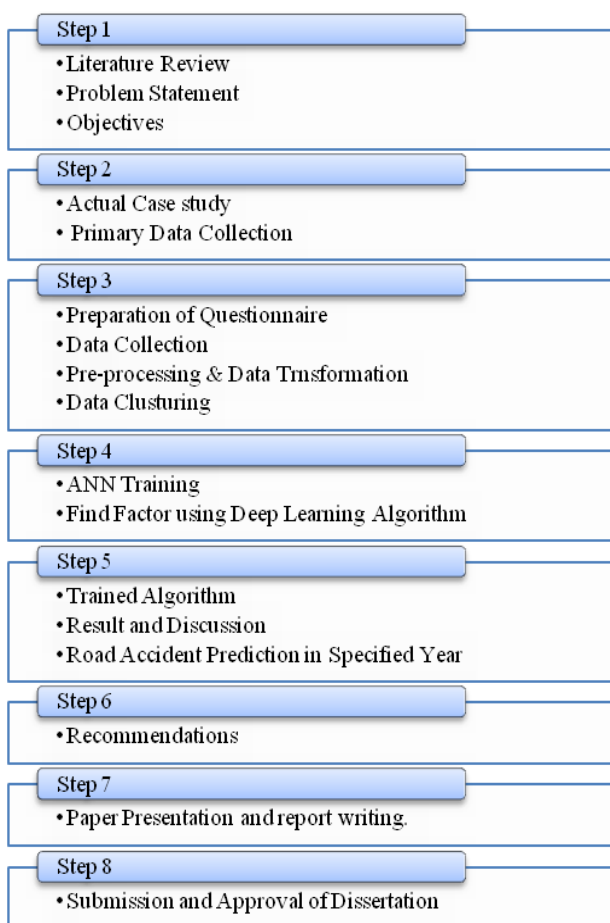 Step 1
•Literature Review
•Problem Statement
•Objectives
Step 2
•Actual Case study
• Primary Data Collection
Step 3
•Preparation of Questionnaire
•Data Collection
•Pre-processing & Data Trnsformation
•Data Clusturing
Step 4
•ANN Training
•Find Factor using Deep Learning Algorithm
Step 5
•Trained Algorithm
•Result and Discussion
•Road Accident Prediction in Specified Year
Step 6
•Recommendations
Step 7
•Paper Presentation and report writing.
Step 8
•Submission and Approval of Dissertation